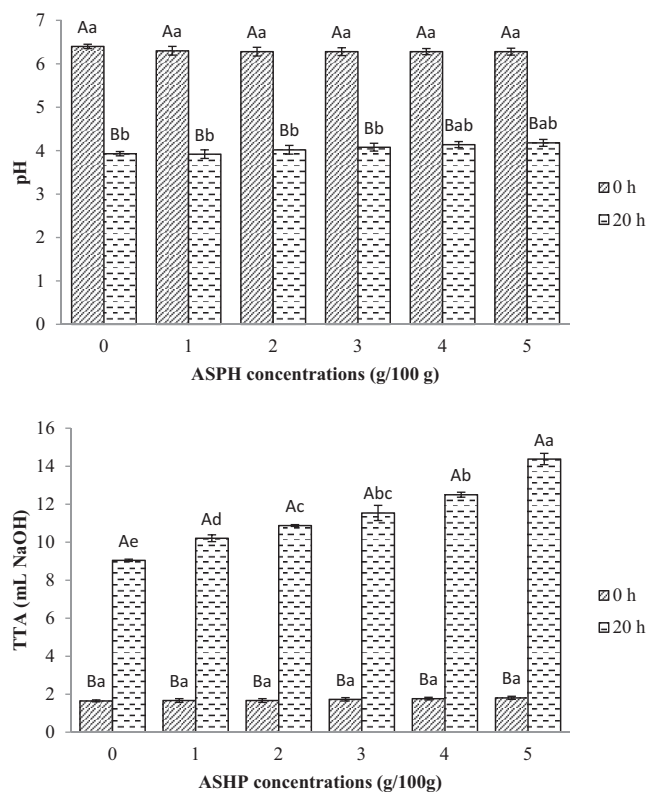 Aa Aa Aa Aa Aa Aa
7
6
5
4
3
2
1
0
pH
Bb Bb Bb Bb Bab Bab
0 h
20 h
0 1 2 3 4 5
ASPH concentrations (g/100 g)
16
14
12
10
8
6
4
2
0
TTA (mL NaOH)
Ae Ad Ac Abc Ab Aa
Ba Ba Ba Ba Ba Ba
0 h
20 h
0 1 2 3 4 5
ASHP concentrations (g/100g)